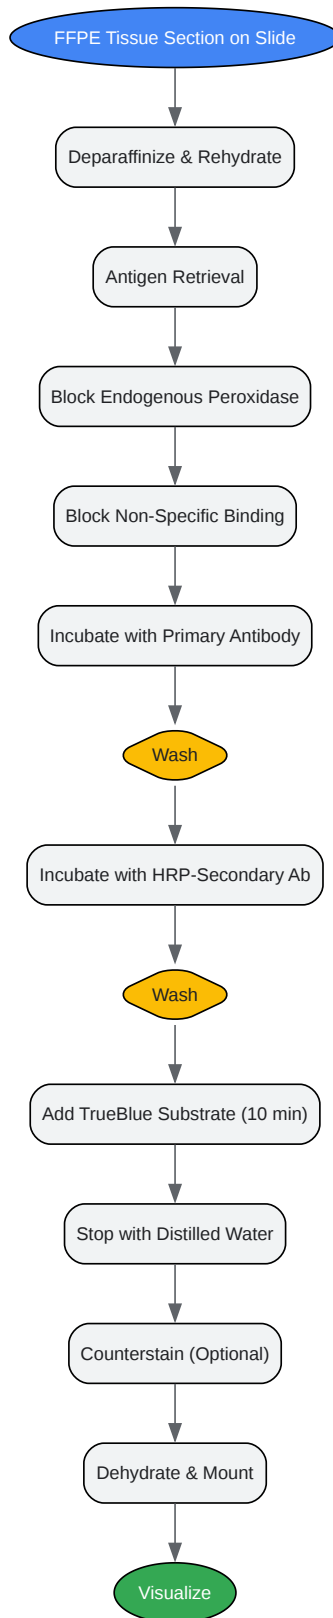 FFPE Tissue Section on Slide
Deparaffinize & Rehydrate
Antigen Retrieval
Block Endogenous Peroxidase
Block Non-Specific Binding
Incubate with Primary Antibody
Wash
Incubate with HRP-Secondary Ab
Wash
Add TrueBlue Substrate (10 min)
Stop with Distilled Water
Counterstain (Optional)
Dehydrate & Mount
Visualize